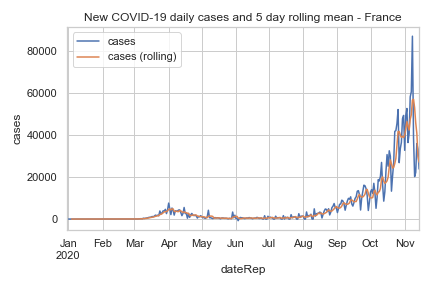 New COVID-19 daily cases and 5 day rolling mean - France
cases
cases (rolling)
80000
60000
40000
20000
0
cases
Jan Feb Mar Apr May Jun Jul Aug Sep Oct Nov
2020
dateRep